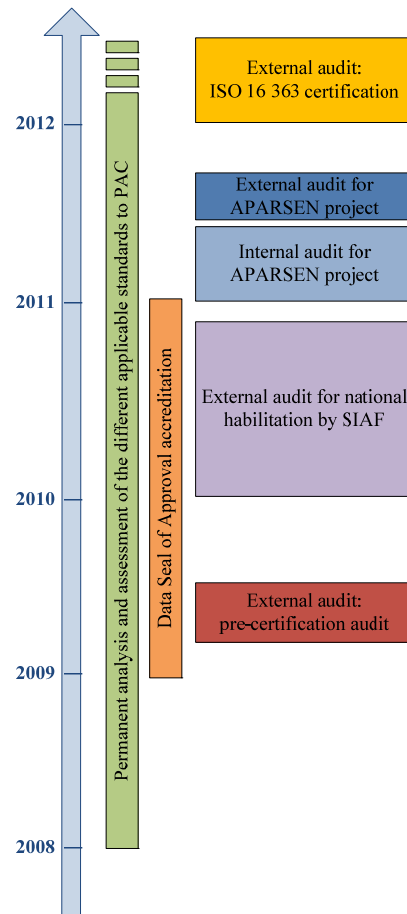 External audit:
ISO 16 363 certification
2012
External audit for
APARSEN project
Internal audit for
APARSEN project
2011
External audit for national
habilitation by SIAF
2010
External audit:
pre-certification audit
2009
2008
Permanent analysis and assessment of the different applicable standards to PAC
Data Seal of Approval accreditation